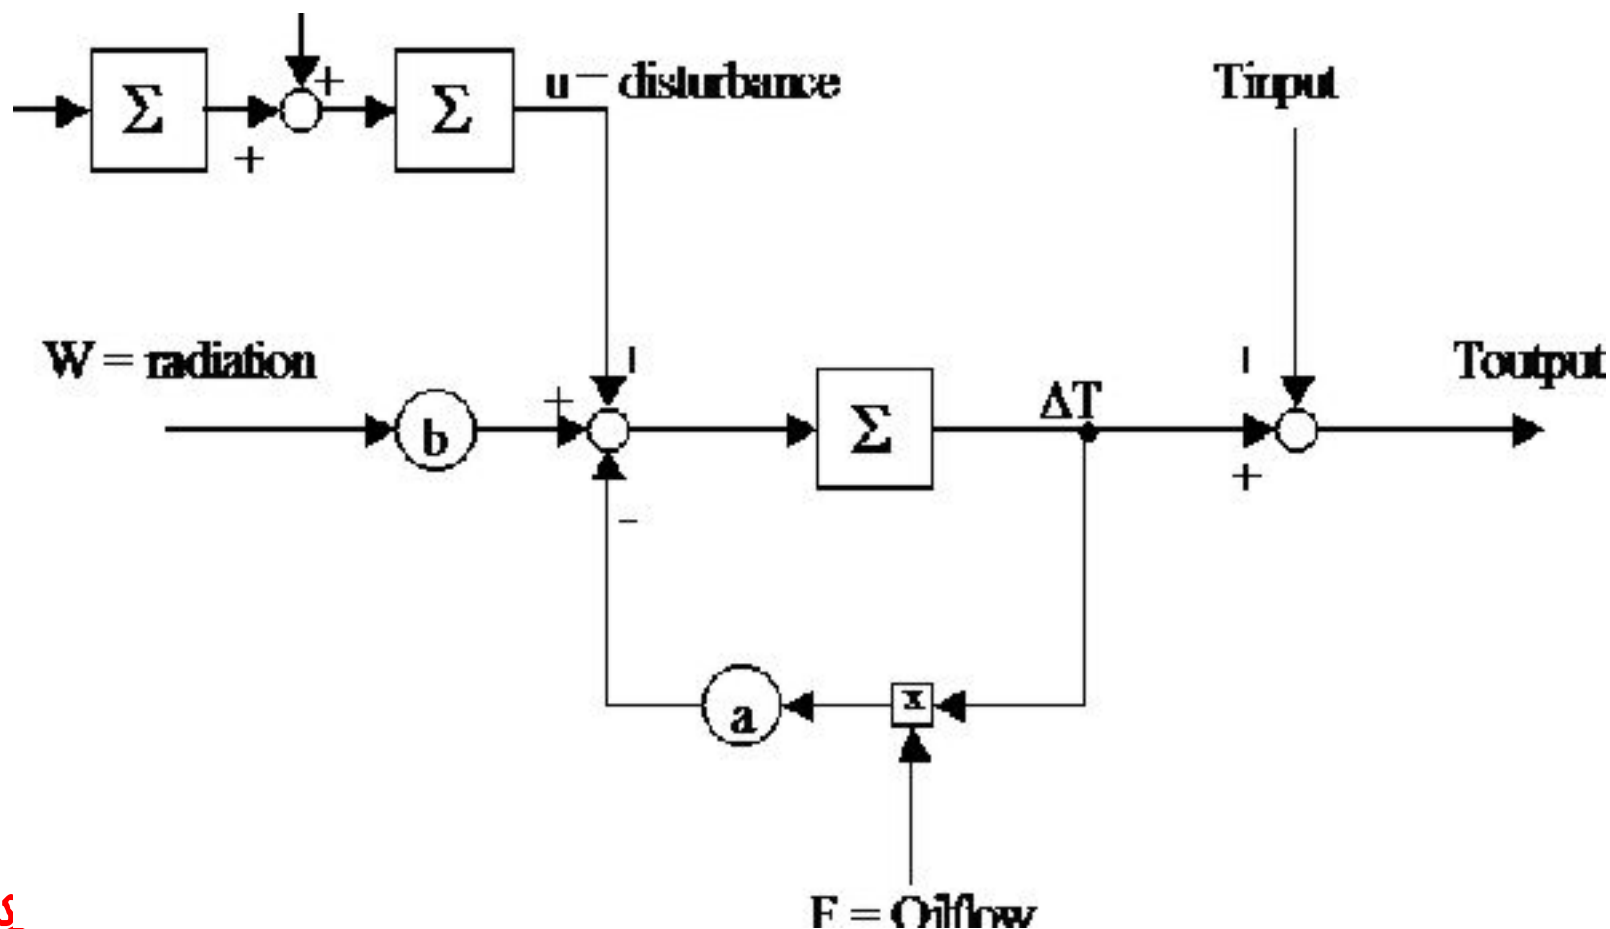 +
Σ
Σ
u – disturbance
Tinput
+
W = radiation
+
Toutput
ΔT
b
Σ
+
–
x
a
F = Oilflow